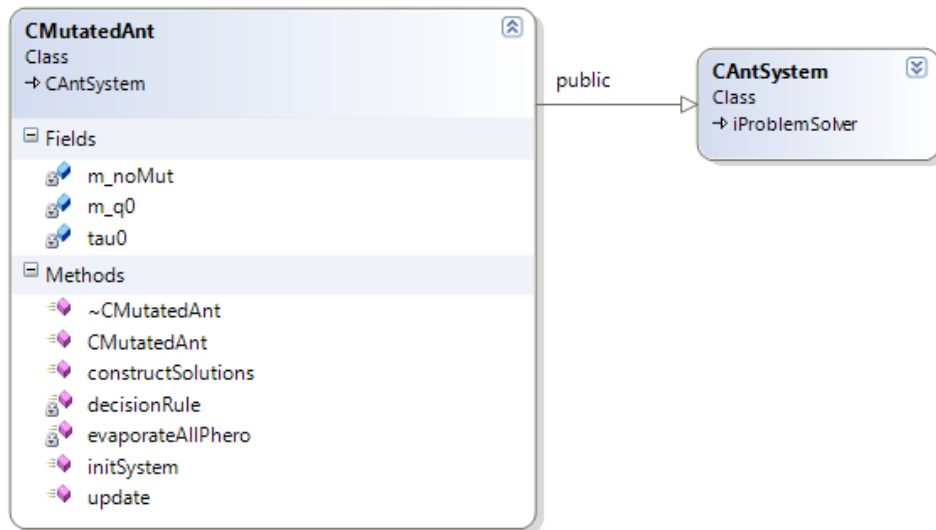 CMutatedAnt
Class
CAntSystem
Fields
m_noMut
m_q0
tau0
Methods
~CMutatedAnt
CMutatedAnt
constructSolutions
decisionRule
evaporateAllPhero
initSystem
update
public
CAntSystem
Class
iProblemSolver